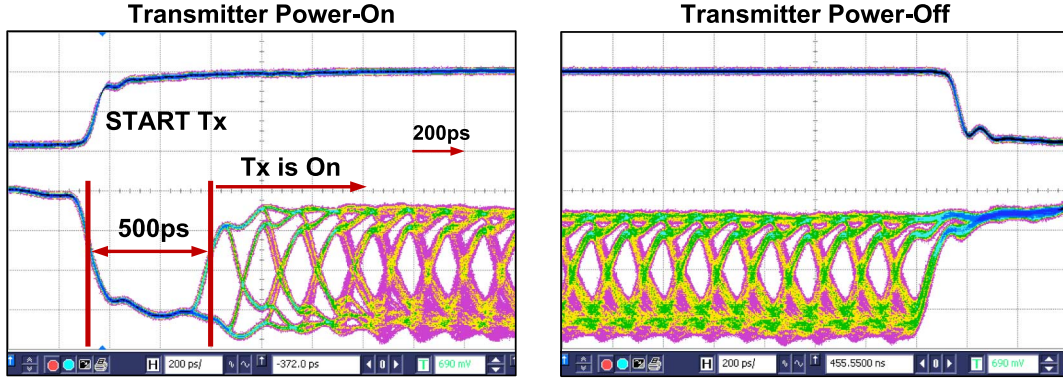 Transmitter Power-On
Transmitter Power-Off
START Tx
200ps
Tx is On
500ps
H 200 ps/ -372.0 ps 0 T 690 mV
H 200 ps/ 455.5500 ns 0 T 690 mV